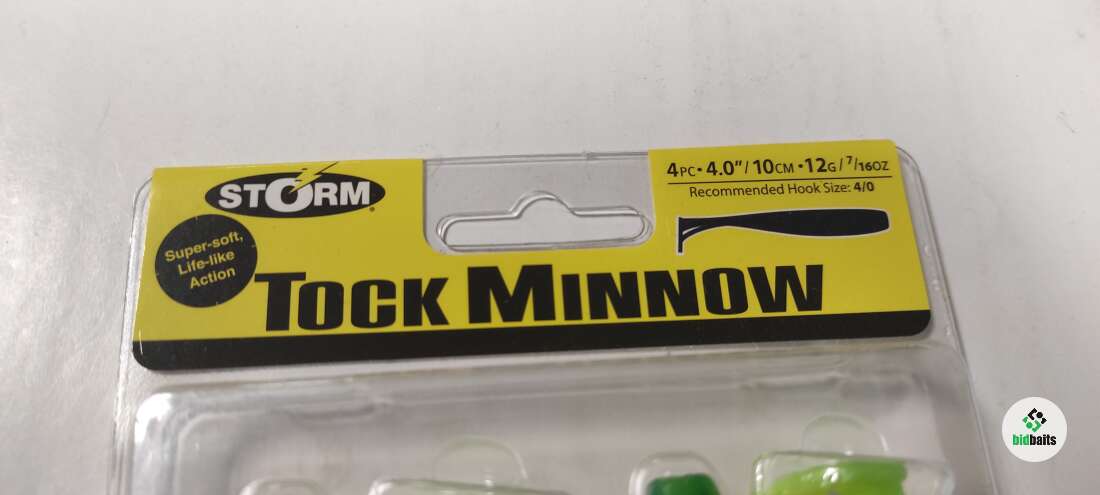 STORM
4PC • 4.0" / 10CM • 12G / 7/16OZ
Recommended Hook Size: 4/0
Super-soft,
Life-like
Action
TOCK MINNOW
bidbaits